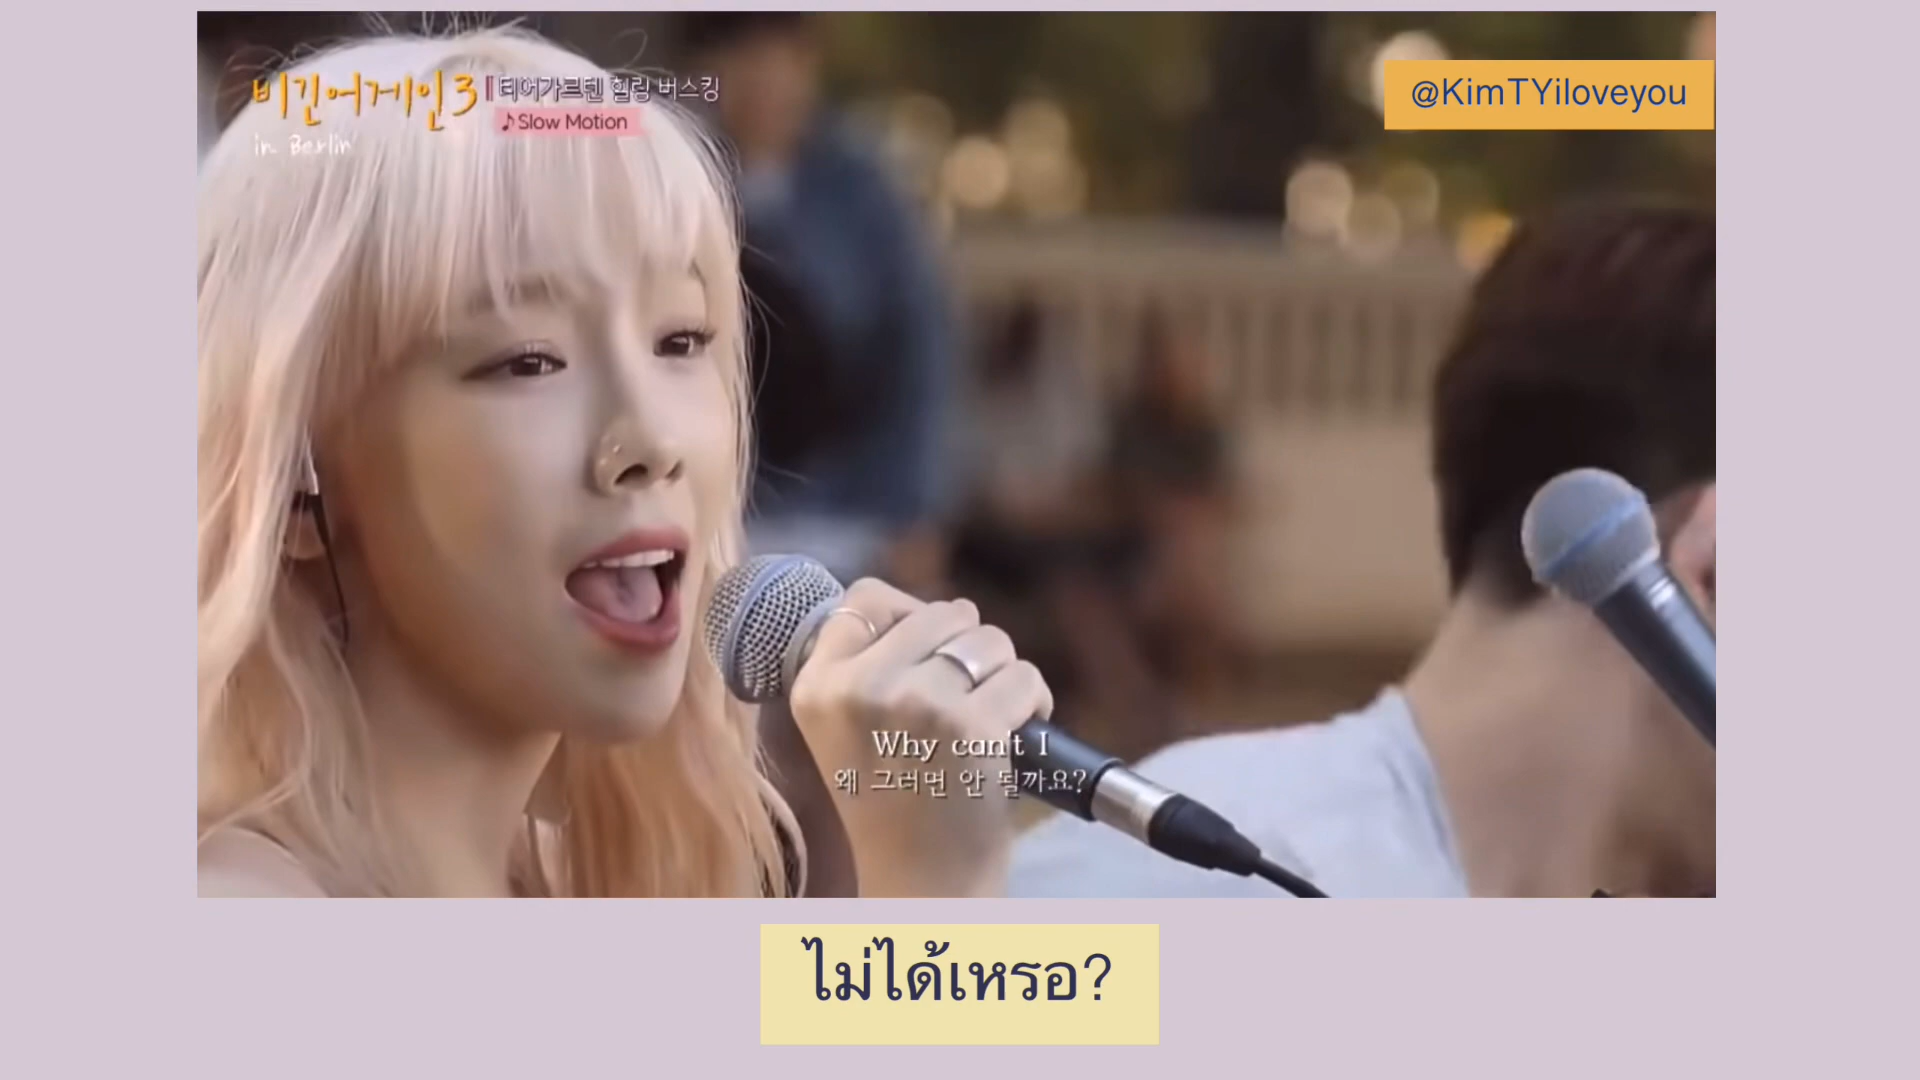 비긴어게인3 티어가르텐 힐링 버스킹
♪Slow Motion
in Berlin
@KimTYiloveyou
Why can't I
왜 그러면 안 될까요?
ไม่ได้เหรอ?